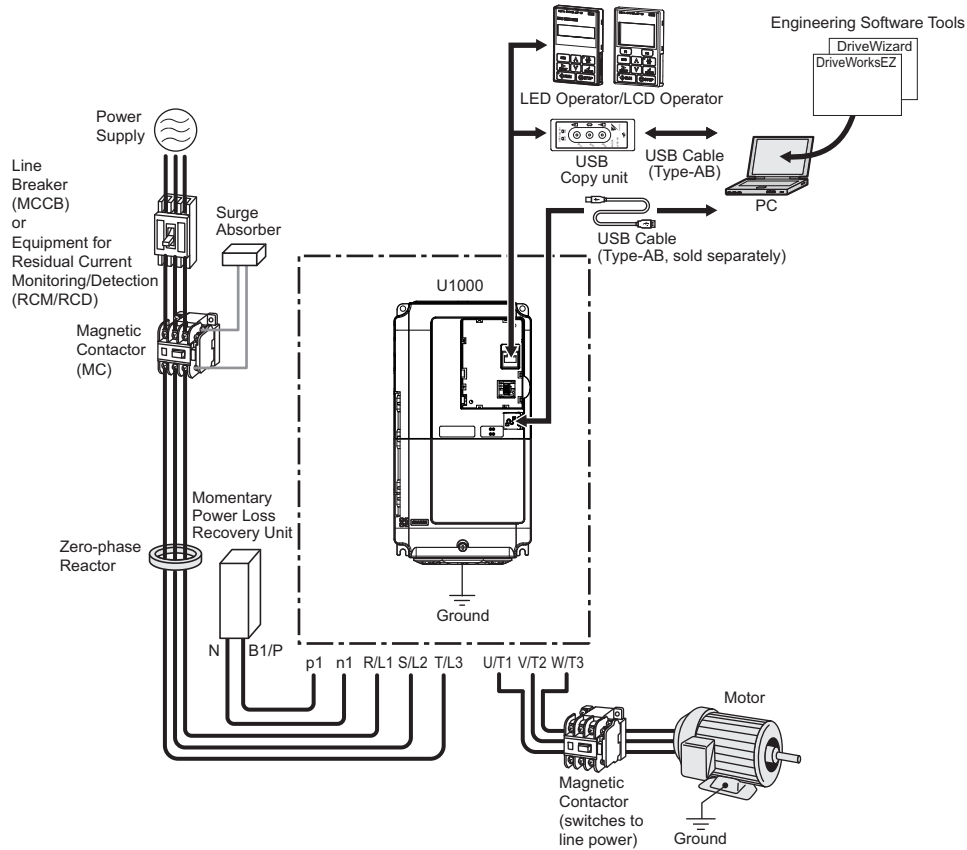 Engineering Software Tools
DriveWizard
DriveWorksEZ
LED Operator/LCD Operator
Power
Supply
USB
Copy unit
USB Cable
(Type-AB)
PC
Line
Breaker
(MCCB)
or
Equipment for
Residual Current
Monitoring/Detection
(RCM/RCD)
Surge
Absorber
USB Cable
(Type-AB, sold separately)
U1000
Magnetic
Contactor
(MC)
Momentary
Power Loss
Recovery Unit
Zero-phase
Reactor
Ground
N B1/P
p1 n1 R/L1 S/L2 T/L3 U/T1 V/T2 W/T3
Motor
Magnetic
Contactor
(switches to
line power)
Ground